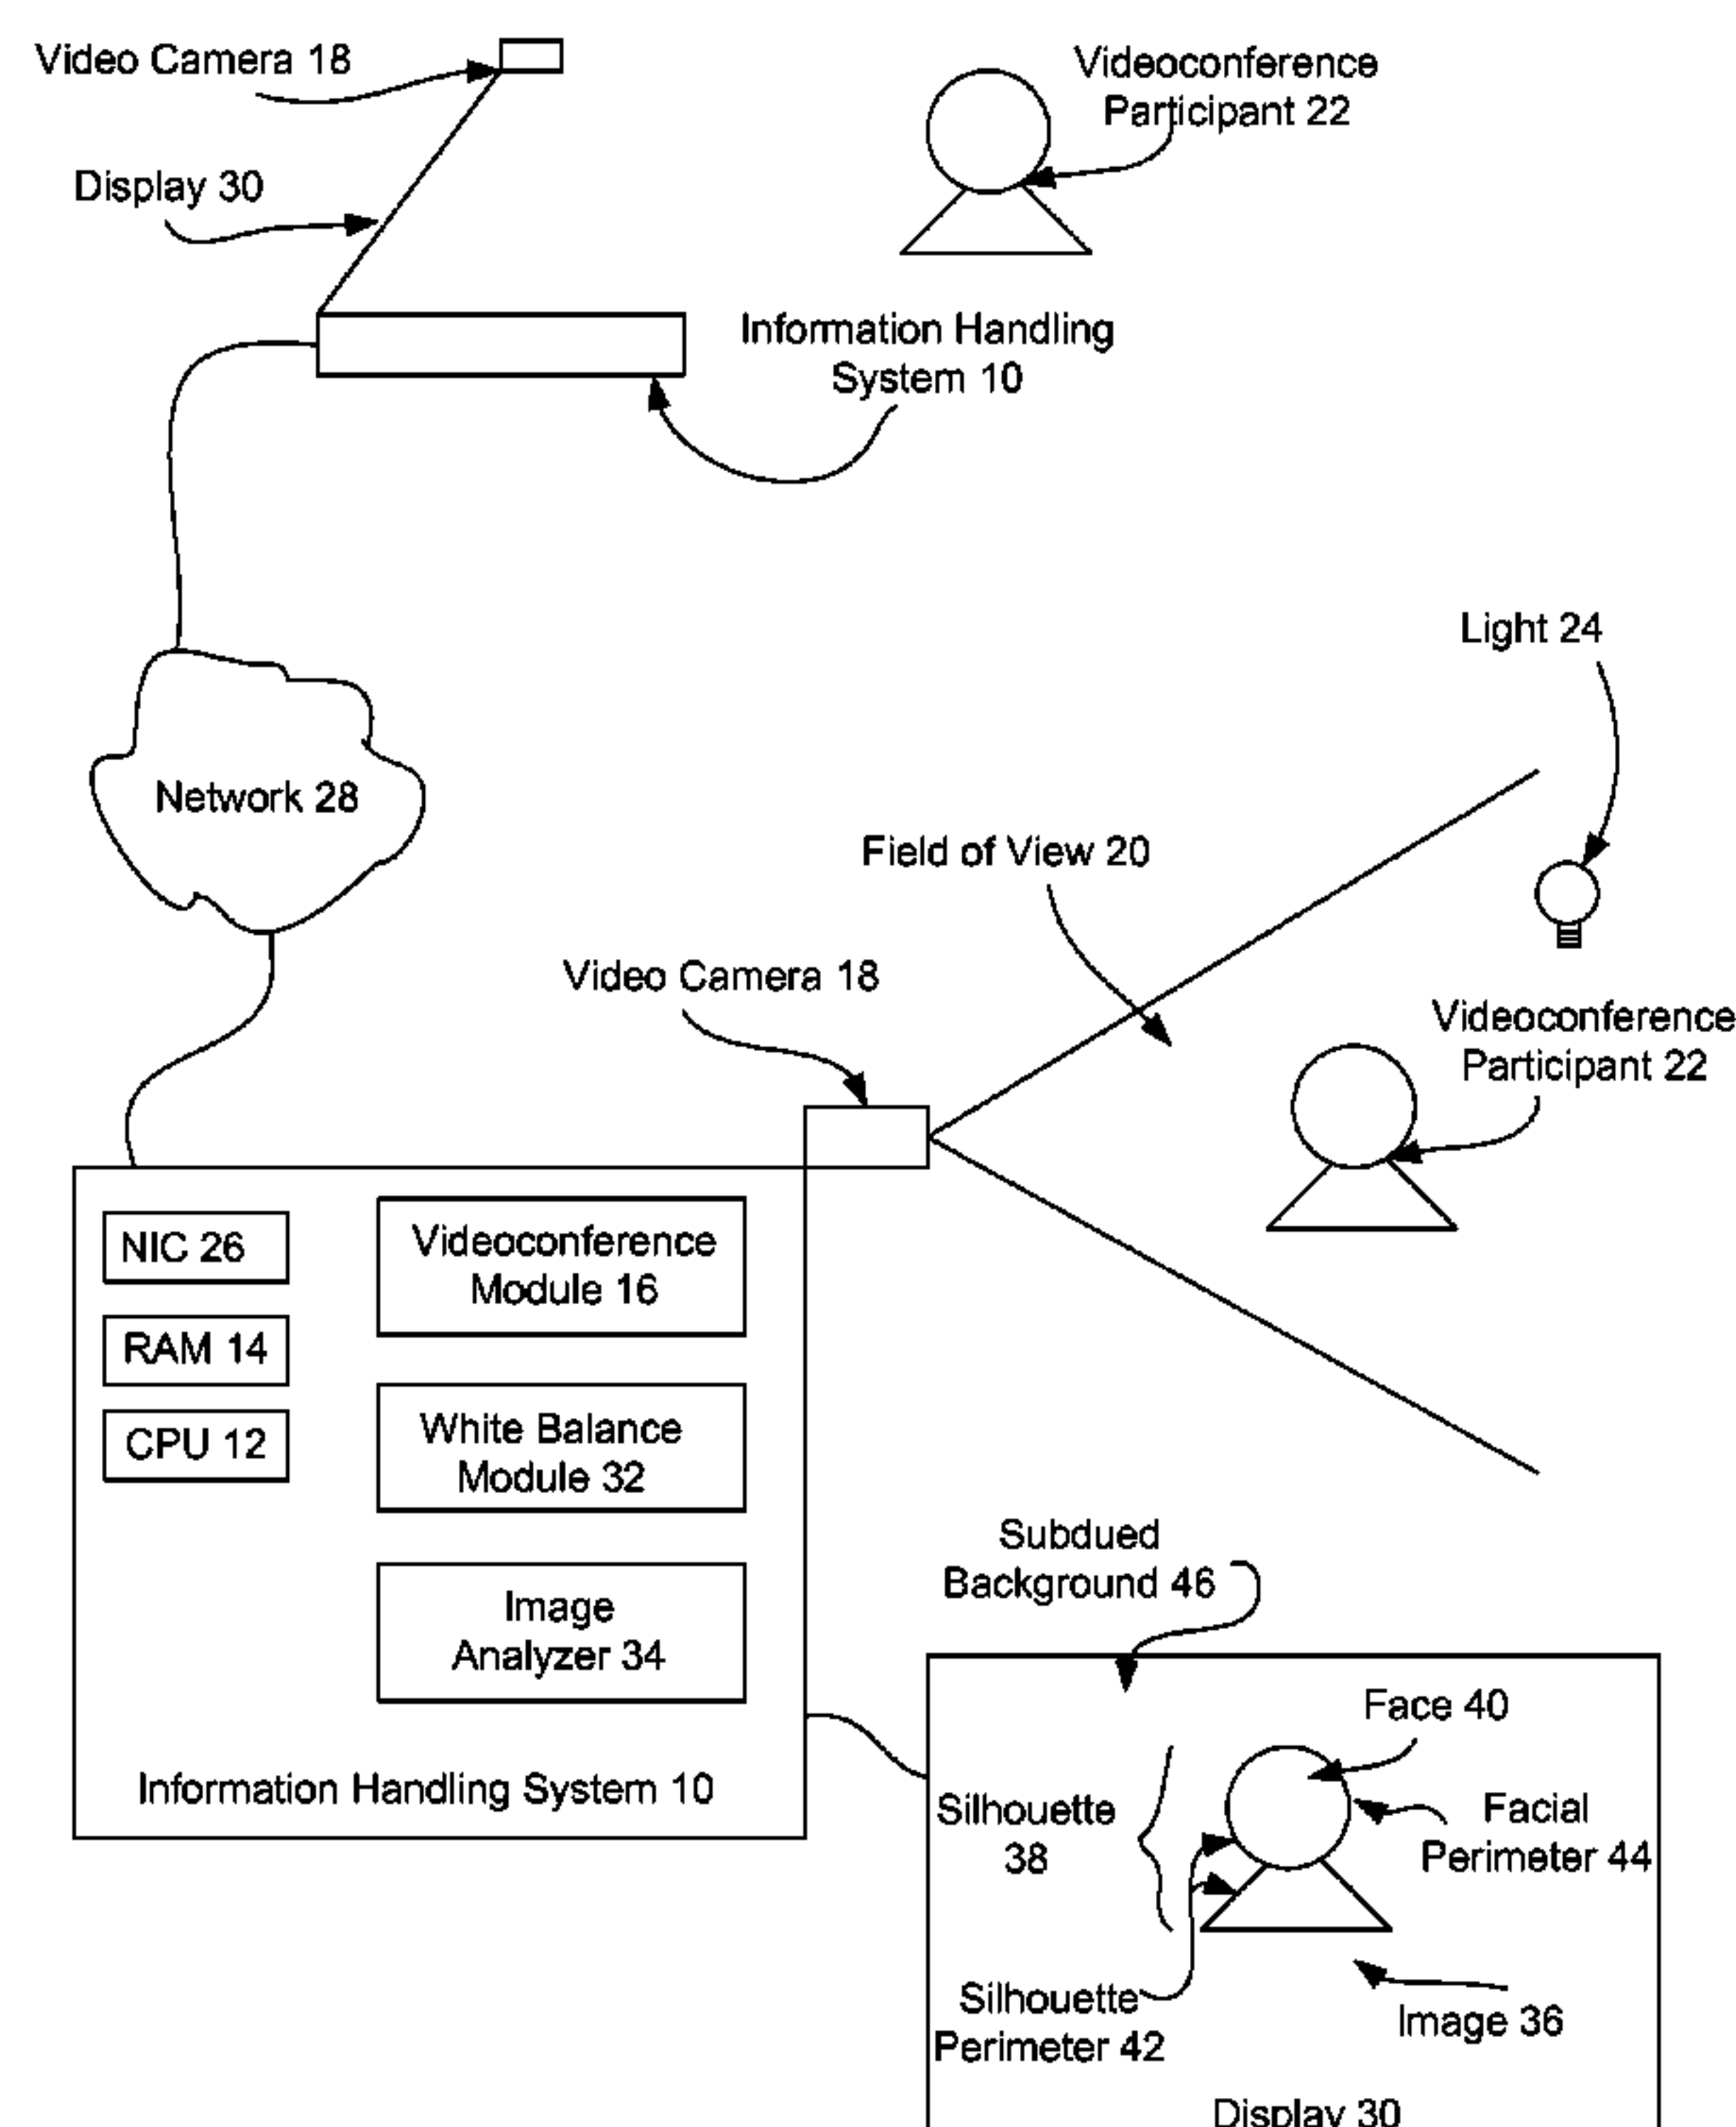 Video Camera 18
Videoconference
Participant 22
Display 30
Information Handling
System 10
Light 24
Network 28
Field of View 20
Video Camera 18
Videoconference
Participant 22
NIC 26
Videoconference
Module 16
RAM 14
White Balance
Module 32
CPU 12
Subdued
Background 46
Image
Analyzer 34
Face 40
Information Handling System 10
Silhouette
38
Facial
Perimeter 44
Silhouette
Perimeter 42
Image 36
Display 30